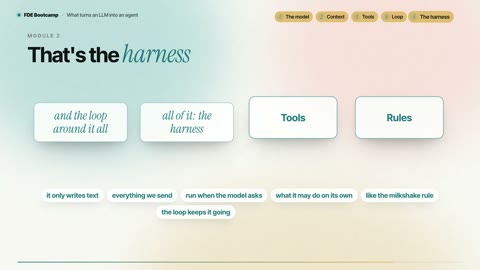 FDE Bootcamp · What turns an LLM into an agent
The model
Context
Tools
Loop
The harness
MODULE 2
That's the harness
and the loop
around it all
all of it: the
harness
Tools
Rules
it only writes text
everything we send
run when the model asks
what it may do on its own
like the milkshake rule
the loop keeps it going